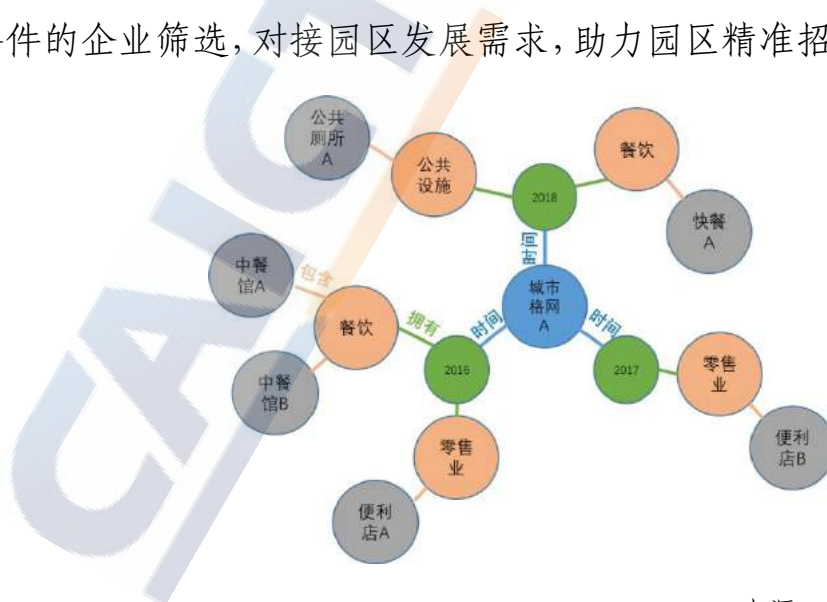 件的企业筛选，对接园区发展需求，助力园区精准招
公共
厕所
A
公共
设施
2018
餐饮
快餐
A
时间
城市
格网
A
中餐
馆A
包含
餐饮
拥有
时间
时间
2016
2017
零售
业
中餐
馆B
零售
业
便利
店B
便利
店A
CAICT